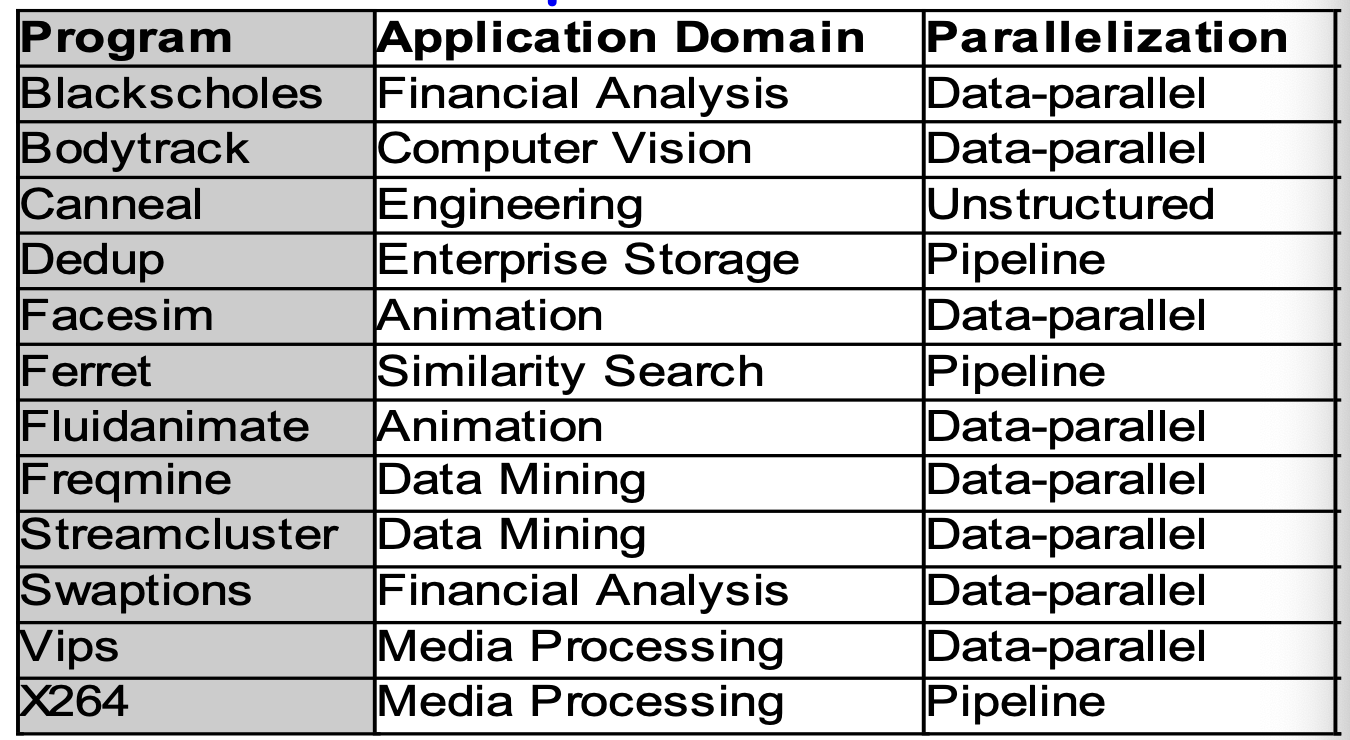 Program Application Domain Parallelization
Blackscholes Financial Analysis Data-parallel
Bodytrack Computer Vision Data-parallel
Canneal Engineering Unstructured
Dedup Enterprise Storage Pipeline
Facesim Animation Data-parallel
Ferret Similarity Search Pipeline
Fluidanimate Animation Data-parallel
Freqmine Data Mining Data-parallel
Streamcluster Data Mining Data-parallel
Swaptions Financial Analysis Data-parallel
Vips Media Processing Data-parallel
X264 Media Processing Pipeline